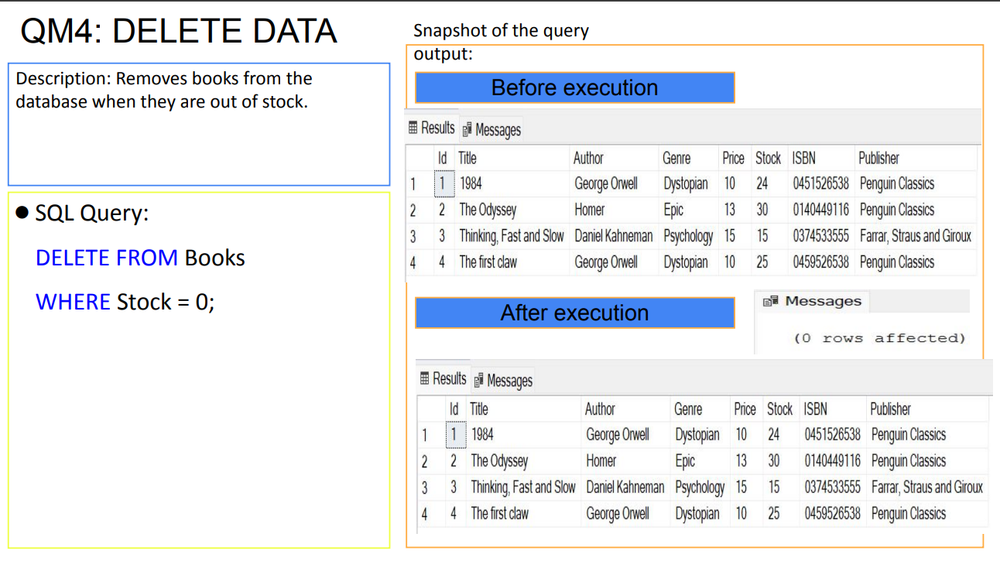 QM4: DELETE DATA
Description: Removes books from the
database when they are out of stock.
● SQL Query:
DELETE FROM Books
WHERE Stock = 0;
Snapshot of the query
output:
Before execution
Results Messages
Id Title Author Genre Price Stock ISBN Publisher
1 1 1984 George Orwell Dystopian 10 24 0451526538 Penguin Classics
2 2 The Odyssey Homer Epic 13 30 0140449116 Penguin Classics
3 3 Thinking, Fast and Slow Daniel Kahneman Psychology 15 15 0374533555 Farrar, Straus and Giroux
4 4 The first claw George Orwell Dystopian 10 25 0459526538 Penguin Classics
After execution
Messages
(0 rows affected)
Results Messages
Id Title Author Genre Price Stock ISBN Publisher
1 1 1984 George Orwell Dystopian 10 24 0451526538 Penguin Classics
2 2 The Odyssey Homer Epic 13 30 0140449116 Penguin Classics
3 3 Thinking, Fast and Slow Daniel Kahneman Psychology 15 15 0374533555 Farrar, Straus and Giroux
4 4 The first claw George Orwell Dystopian 10 25 0459526538 Penguin Classics